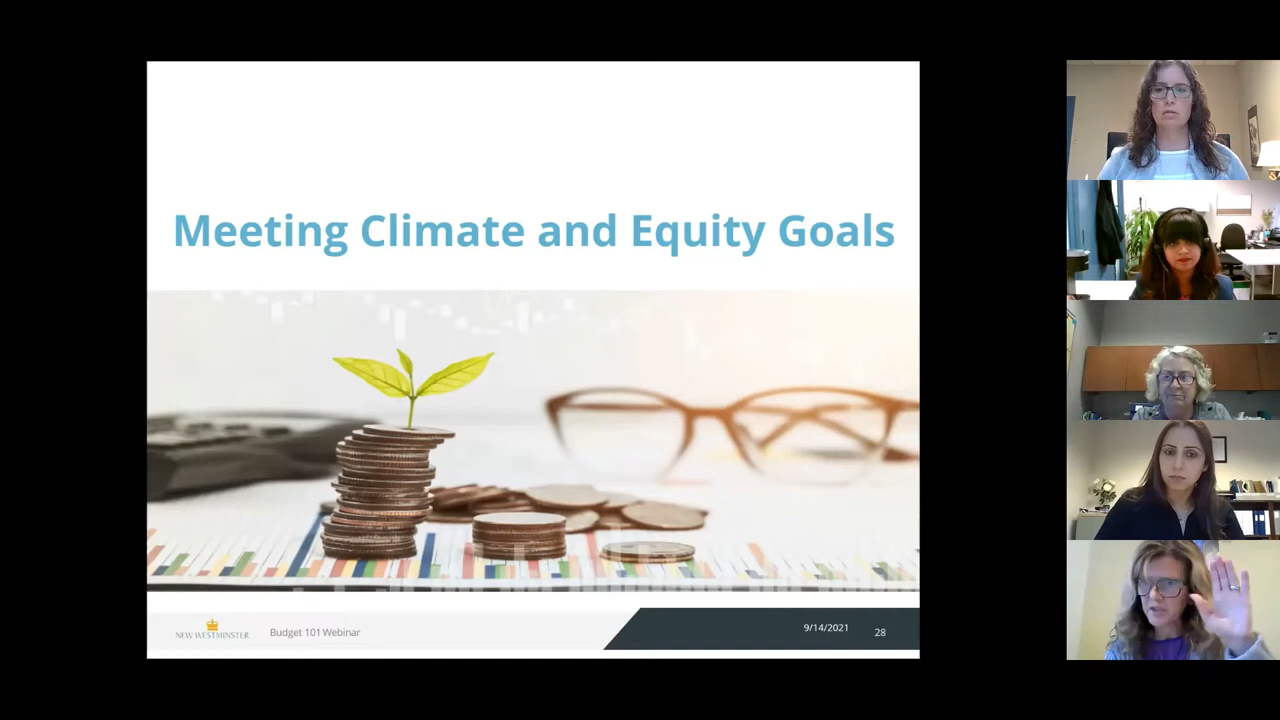 Meeting Climate and Equity Goals
NEW WESTMINSTER
Budget 101 Webinar
9/14/2021
28